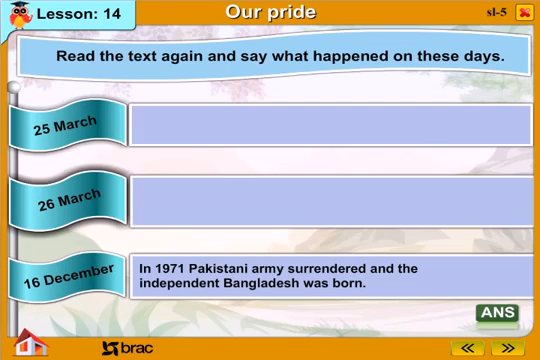 Lesson: 14
Our pride
sl-5
Read the text again and say what happened on these days.
25 March
26 March
16 December
In 1971 Pakistani army surrendered and the
independent Bangladesh was born.
ANS
brac